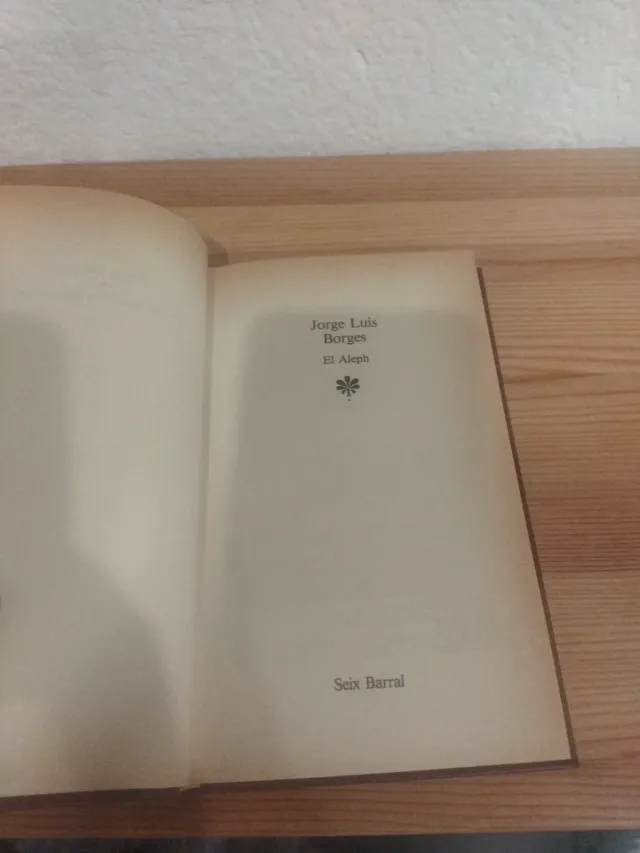 Jorge Luis
Borges
El Aleph
Seix Barral